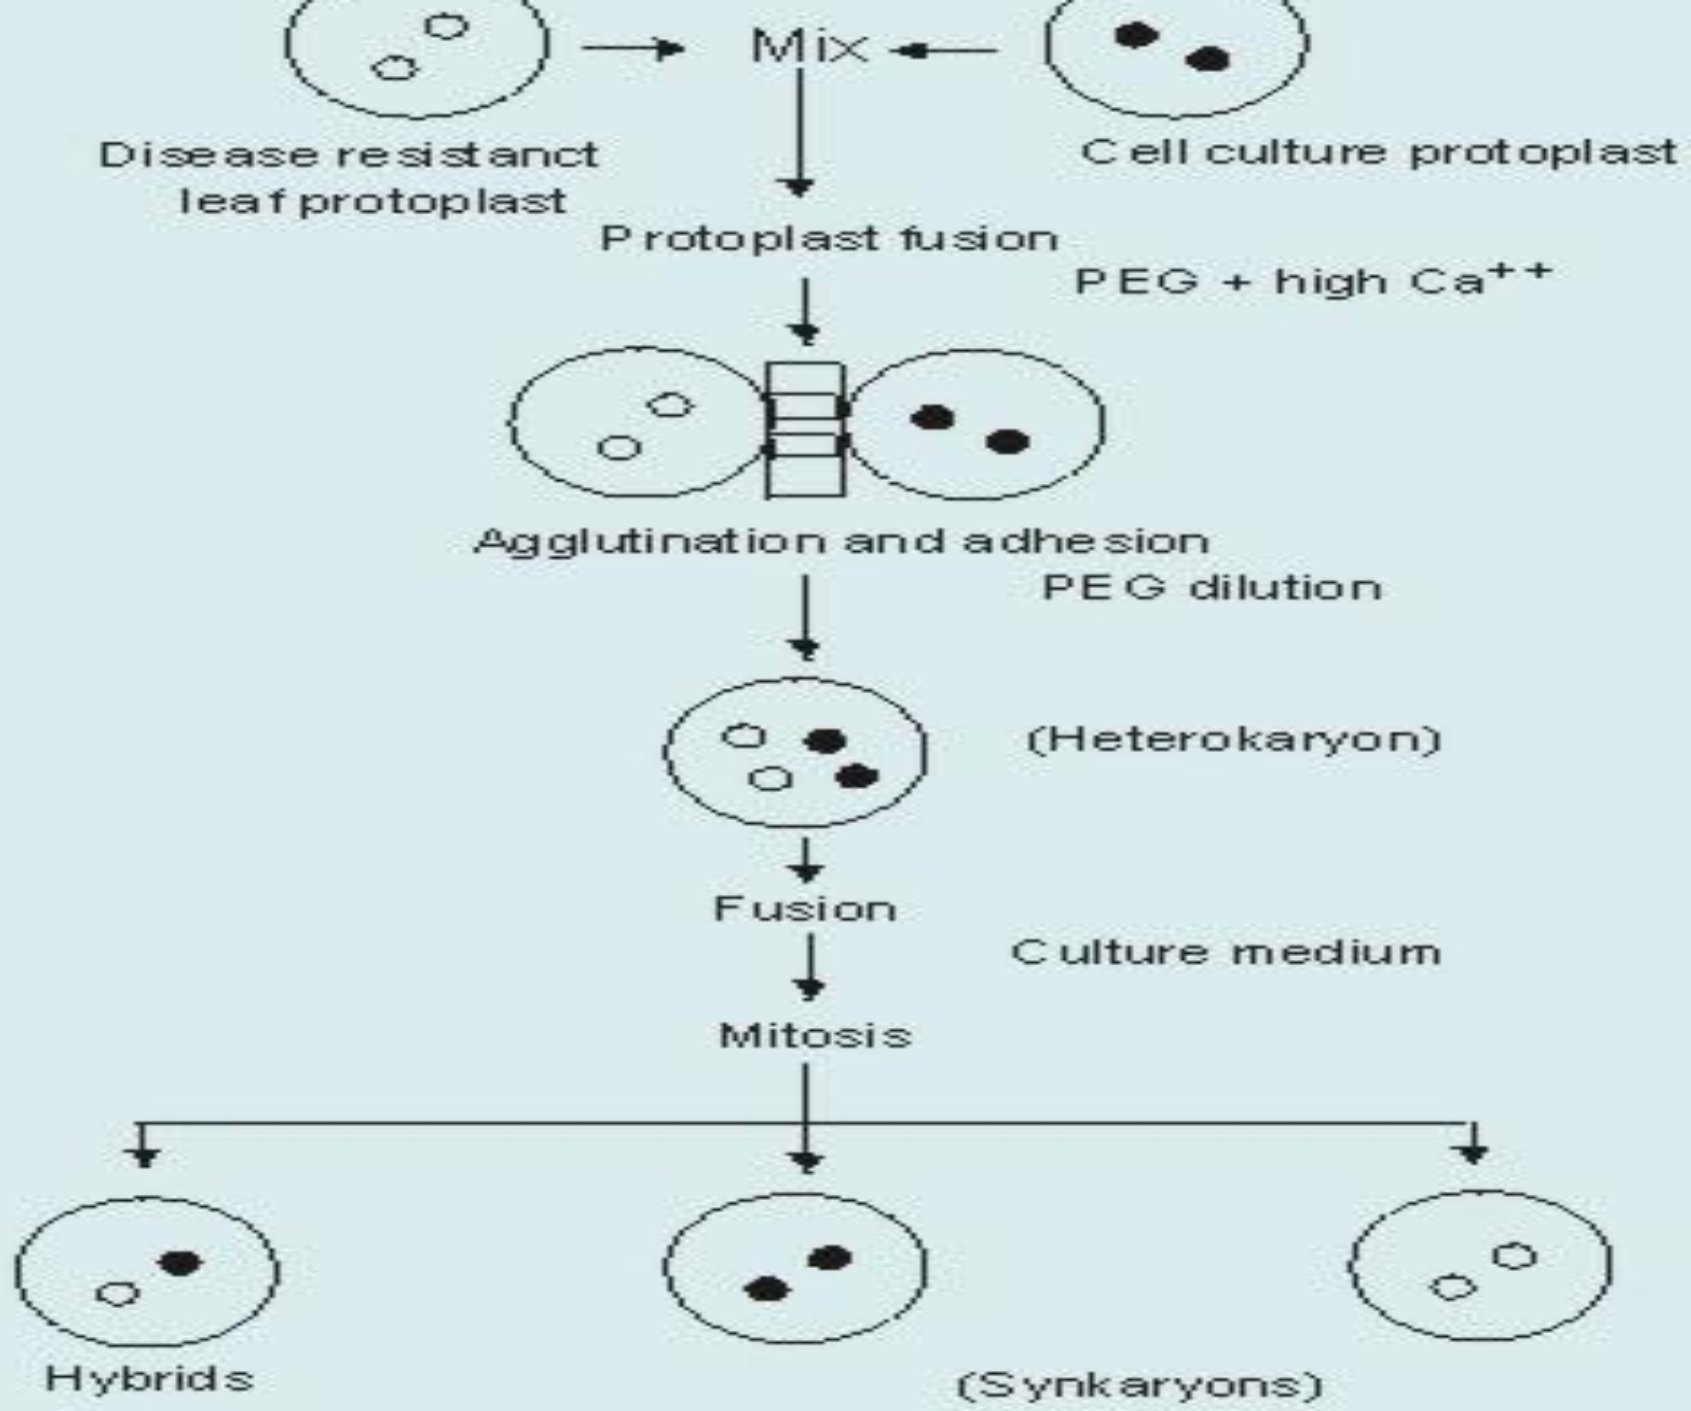 Mix
Disease resistanct
leaf protoplast
Cell culture protoplast
Protoplast fusion
PEG + high Ca⁺⁺
Agglutination and adhesion
PEG dilution
(Heterokaryon)
Fusion
Culture medium
Mitosis
Hybrids
(Synkaryons)